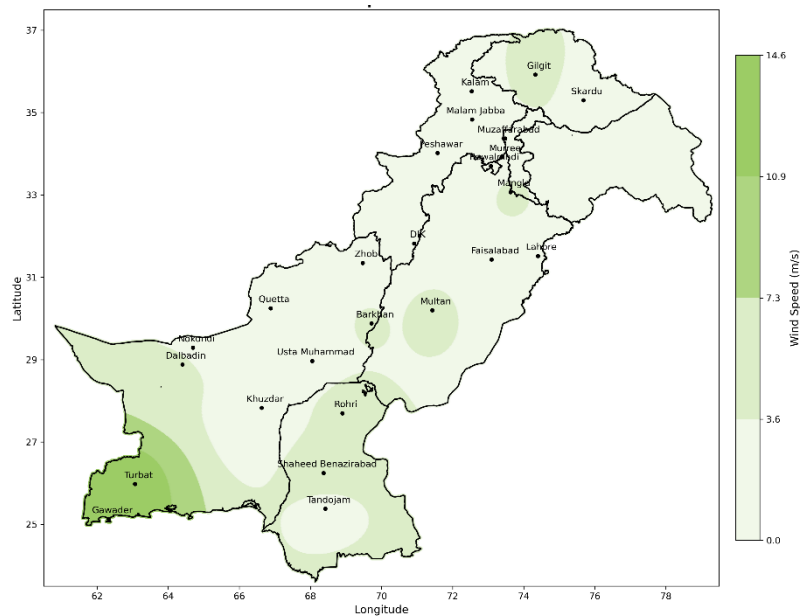 37
35
33
31
29
27
25
Latitude
62
64
66
68
70
72
74
76
78
Longitude
Gilgit
Kalam
Skardu
Malam Jabba
Muzaffarabad
Peshawar
Murree
Rawalpindi
Mangla
DIK
Lahore
Faisalabad
Zhob
Quetta
Multan
Barkhan
Nokundi
Dalbadin
Usta Muhammad
Khuzdar
Rohri
Shaheed Benazirabad
Turbat
Tandojam
Gawader
14.6
10.9
7.3
3.6
0.0
Wind Speed (m/s)